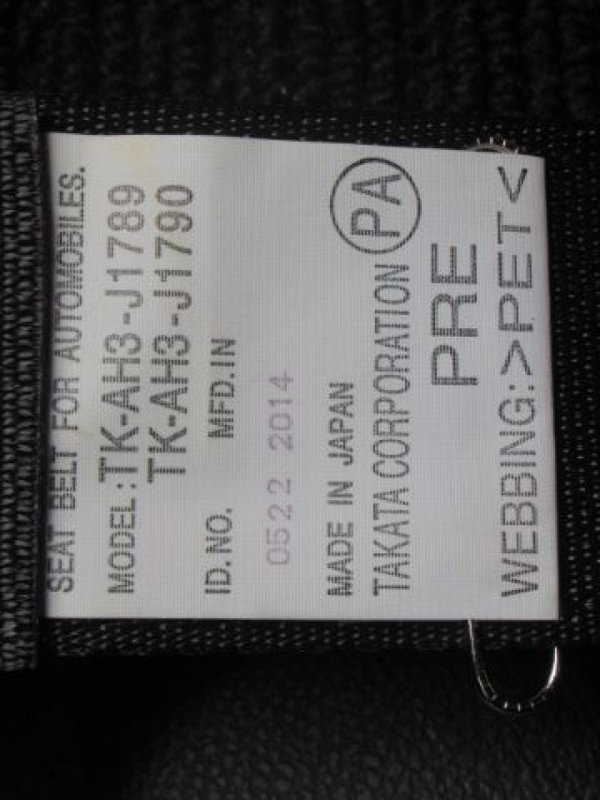 SEAT BELT FOR AUTOMOBILES.
MODEL:TK-AH3-J1789
TK-AH3-J1790
ID.NO. MFD.IN
0522 2014
MADE IN JAPAN
TAKATA CORPORATION PA
PRE
WEBBING:>PET<